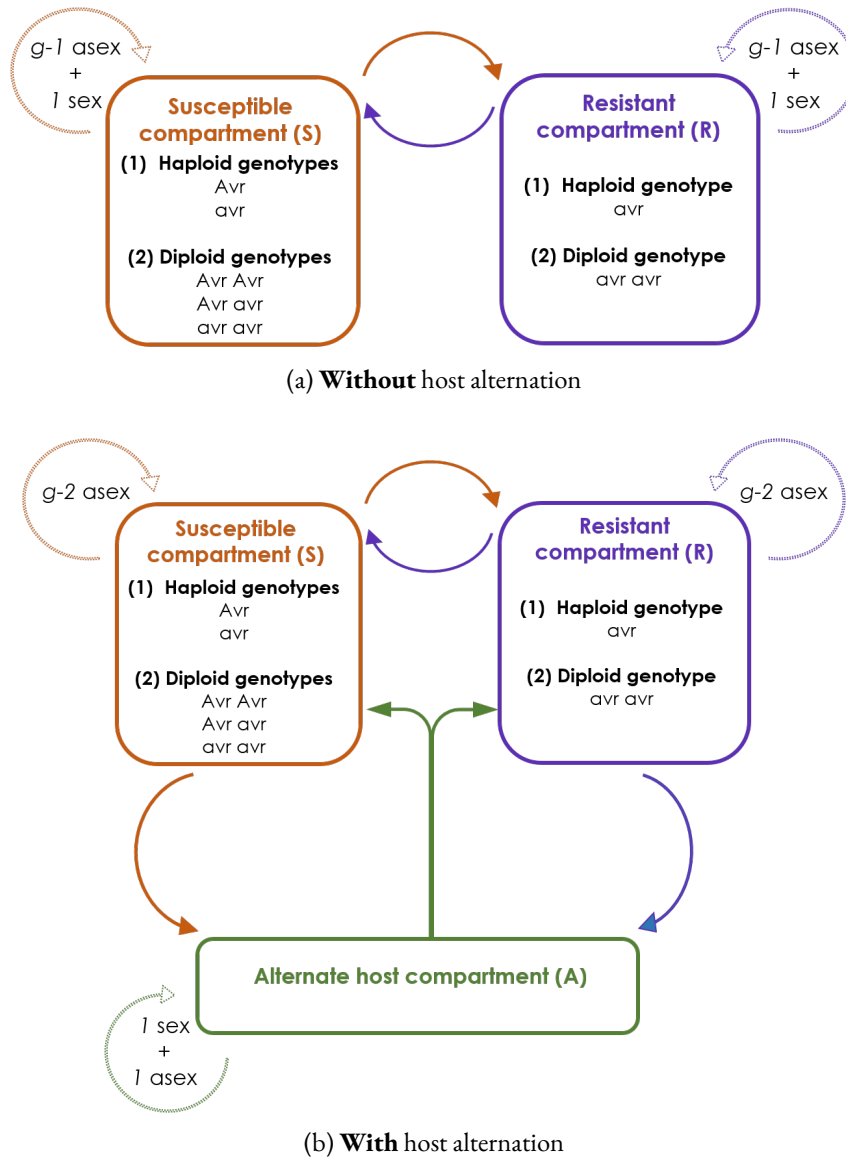 g-1 asex
+
1 sex
Susceptible
compartment (S)
(1) Haploid genotypes
Avr
avr
(2) Diploid genotypes
Avr Avr
Avr avr
avr avr
g-1 asex
+
1 sex
Resistant
compartment (R)
(1) Haploid genotype
avr
(2) Diploid genotype
avr avr
(a) Without host alternation
g-2 asex
Susceptible
compartment (S)
(1) Haploid genotypes
Avr
avr
(2) Diploid genotypes
Avr Avr
Avr avr
avr avr
g-2 asex
Resistant
compartment (R)
(1) Haploid genotype
avr
(2) Diploid genotype
avr avr
Alternate host compartment (A)
1 sex
+
1 asex
(b) With host alternation